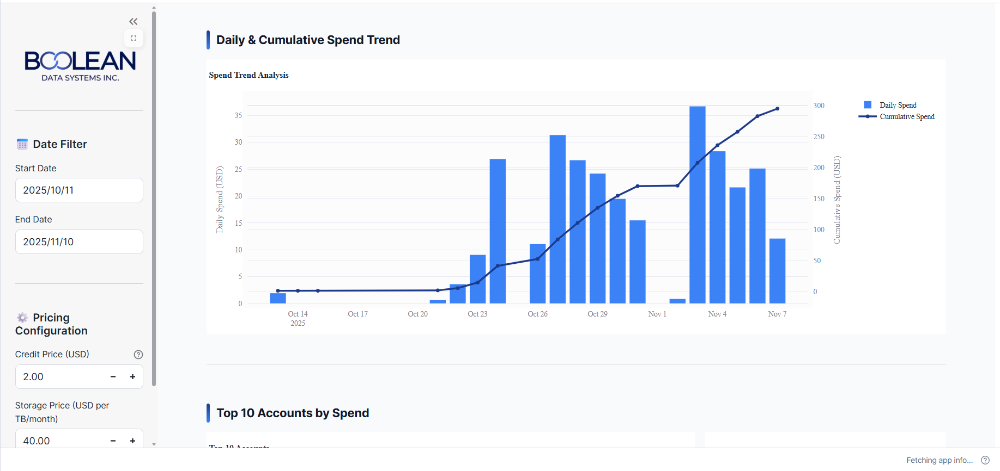 BOOLEAN
DATA SYSTEMS INC.
Date Filter
Start Date
2025/10/11
End Date
2025/11/10
Pricing
Configuration
Credit Price (USD)
2.00
Storage Price (USD per
TB/month)
40.00
Daily & Cumulative Spend Trend
Spend Trend Analysis
Daily Spend (USD)
35
30
25
20
15
10
5
0
Oct 14
2025
Oct 17
Oct 20
Oct 23
Oct 26
Oct 29
Nov 1
Nov 4
Nov 7
300
250
200
150
100
50
0
Cumulative Spend (USD)
Daily Spend
Cumulative Spend
Top 10 Accounts by Spend
Top 10 Accounts
Fetching app info...